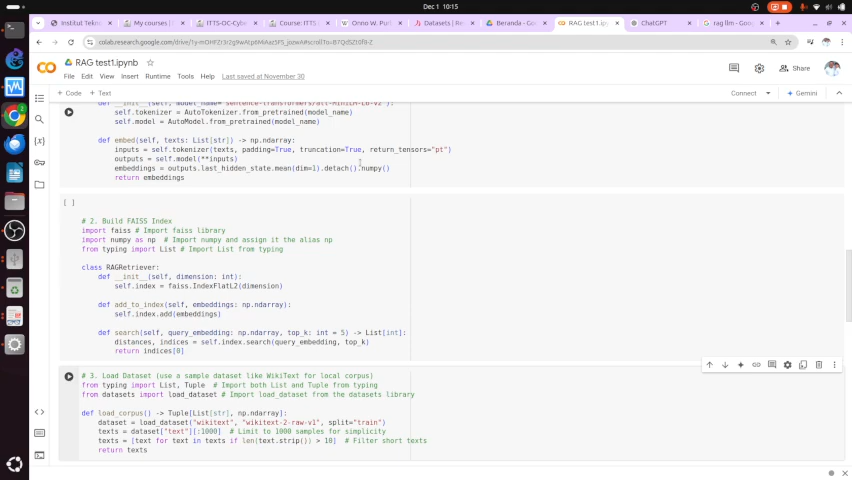 Dec 1 10:15
Institut Tekno
My courses |
ITTS-OC-Cyber
Course: ITTS
Onno W. Purb
Datasets | Re
Beranda - Google
RAG test1.ipynb
ChatGPT
rag llm - Google
RAG test1.ipynb
File Edit View Insert Runtime Tools Help Last saved at November 30
Share
+ Code + Text
Connect
Gemini
self.tokenizer = AutoTokenizer.from_pretrained(model_name)
self.model = AutoModel.from_pretrained(model_name)
def embed(self, texts: List[str]) -> np.ndarray:
inputs = self.tokenizer(texts, padding=True, truncation=True, return_tensors="pt")
outputs = self.model(**inputs)
embeddings = outputs.last_hidden_state.mean(dim=1).detach().numpy()
return embeddings
[ ]
# 2. Build FAISS Index
import faiss # Import faiss library
import numpy as np # Import numpy and assign it the alias np
from typing import List # Import List from typing
class RAGRetriever:
def __init__(self, dimension: int):
self.index = faiss.IndexFlatL2(dimension)
def add_to_index(self, embeddings: np.ndarray):
self.index.add(embeddings)
def search(self, query_embedding: np.ndarray, top_k: int = 5) -> List[int]:
distances, indices = self.index.search(query_embedding, top_k)
return indices[0]
# 3. Load Dataset (use a sample dataset like WikiText for local corpus)
from typing import List, Tuple # Import both List and Tuple from typing
from datasets import load_dataset # Import load_dataset from the datasets library
def load_corpus() -> Tuple[List[str], np.ndarray]:
dataset = load_dataset("wikitext", "wikitext-2-raw-v1", split="train")
texts = dataset["text"][:1000] # Limit to 1000 samples for simplicity
texts = [text for text in texts if len(text.strip()) > 10] # Filter short texts
return texts